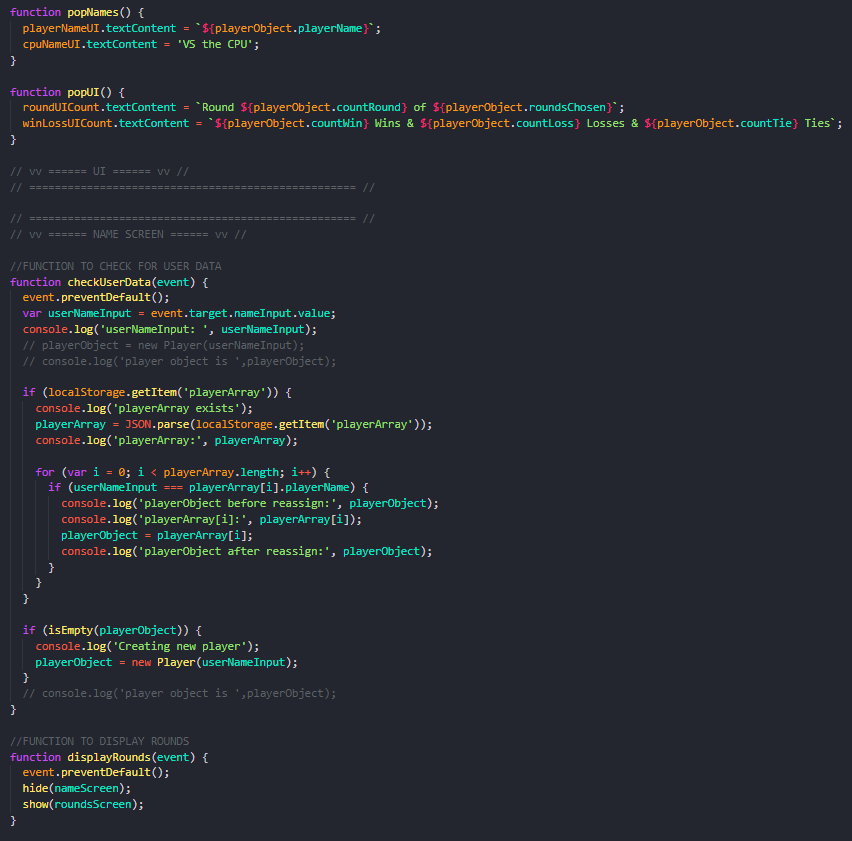 function popNames() {
  playerNameUI.textContent = `${playerObject.playerName}`;
  cpuNameUI.textContent = 'VS the CPU';
}

function popUI() {
  roundUICount.textContent = `Round ${playerObject.countRound} of ${playerObject.roundsChosen}`;
  winLossUICount.textContent = `${playerObject.countWin} Wins & ${playerObject.countLoss} Losses & ${playerObject.countTie} Ties`;
}

// vv ====== UI ====== vv //
// =================================================== //

// =================================================== //
// vv ====== NAME SCREEN ====== vv //

//FUNCTION TO CHECK FOR USER DATA
function checkUserData(event) {
  event.preventDefault();
  var userNameInput = event.target.nameInput.value;
  console.log('userNameInput: ', userNameInput);
  // playerObject = new Player(userNameInput);
  // console.log('player object is ',playerObject);

  if (localStorage.getItem('playerArray')) {
    console.log('playerArray exists');
    playerArray = JSON.parse(localStorage.getItem('playerArray'));
    console.log('playerArray:', playerArray);

    for (var i = 0; i < playerArray.length; i++) {
      if (userNameInput === playerArray[i].playerName) {
        console.log('playerObject before reassign:', playerObject);
        console.log('playerArray[i]:', playerArray[i]);
        playerObject = playerArray[i];
        console.log('playerObject after reassign:', playerObject);
      }
    }
  }

  if (isEmpty(playerObject)) {
    console.log('Creating new player');
    playerObject = new Player(userNameInput);
  }
  // console.log('player object is ',playerObject);
}

//FUNCTION TO DISPLAY ROUNDS
function displayRounds(event) {
  event.preventDefault();
  hide(nameScreen);
  show(roundsScreen);
}